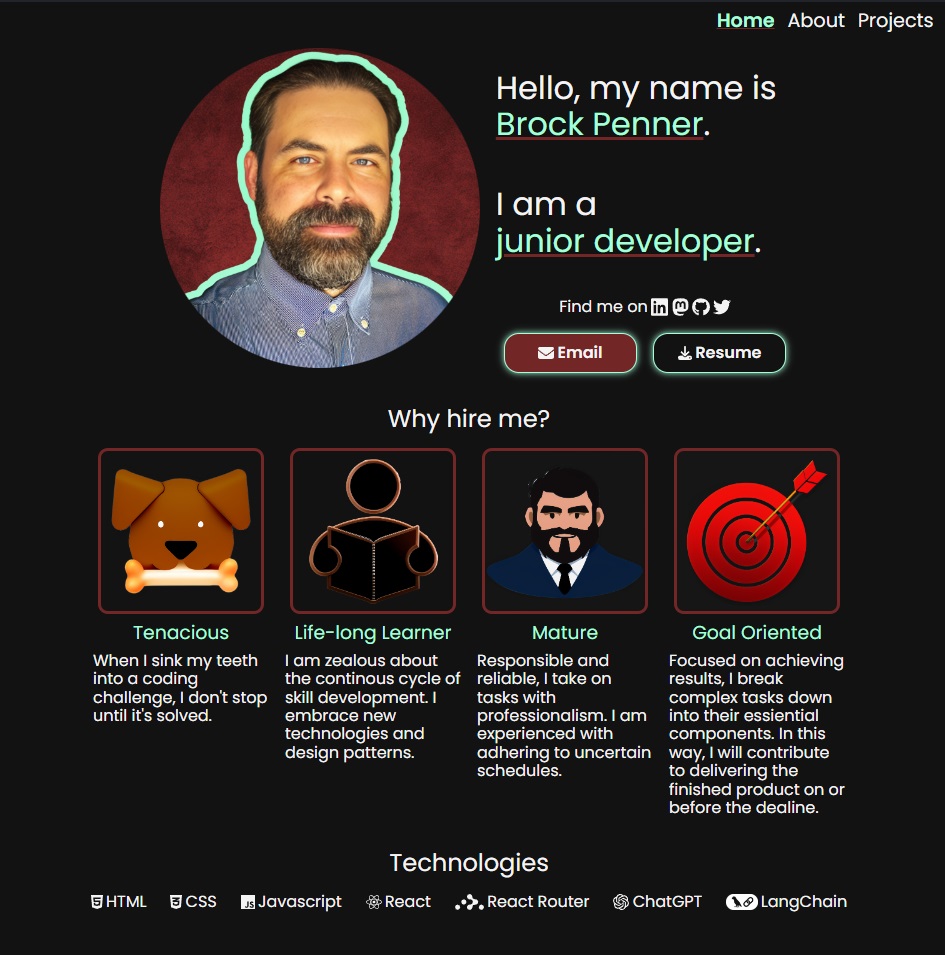 Home About Projects
Hello, my name is
Brock Penner.
I am a
junior developer.
Find me on
Email Resume
Why hire me?
Tenacious
When I sink my teeth
into a coding
challenge, I don't stop
until it's solved.
Life-long Learner
I am zealous about
the continous cycle of
skill development. I
embrace new
technologies and
design patterns.
Mature
Responsible and
reliable, I take on
tasks with
professionalism. I am
experienced with
adhering to uncertain
schedules.
Goal Oriented
Focused on achieving
results, I break
complex tasks down
into their essiential
components. In this
way, I will contribute
to delivering the
finished product on or
before the dealine.
Technologies
HTML CSS Javascript React React Router ChatGPT LangChain